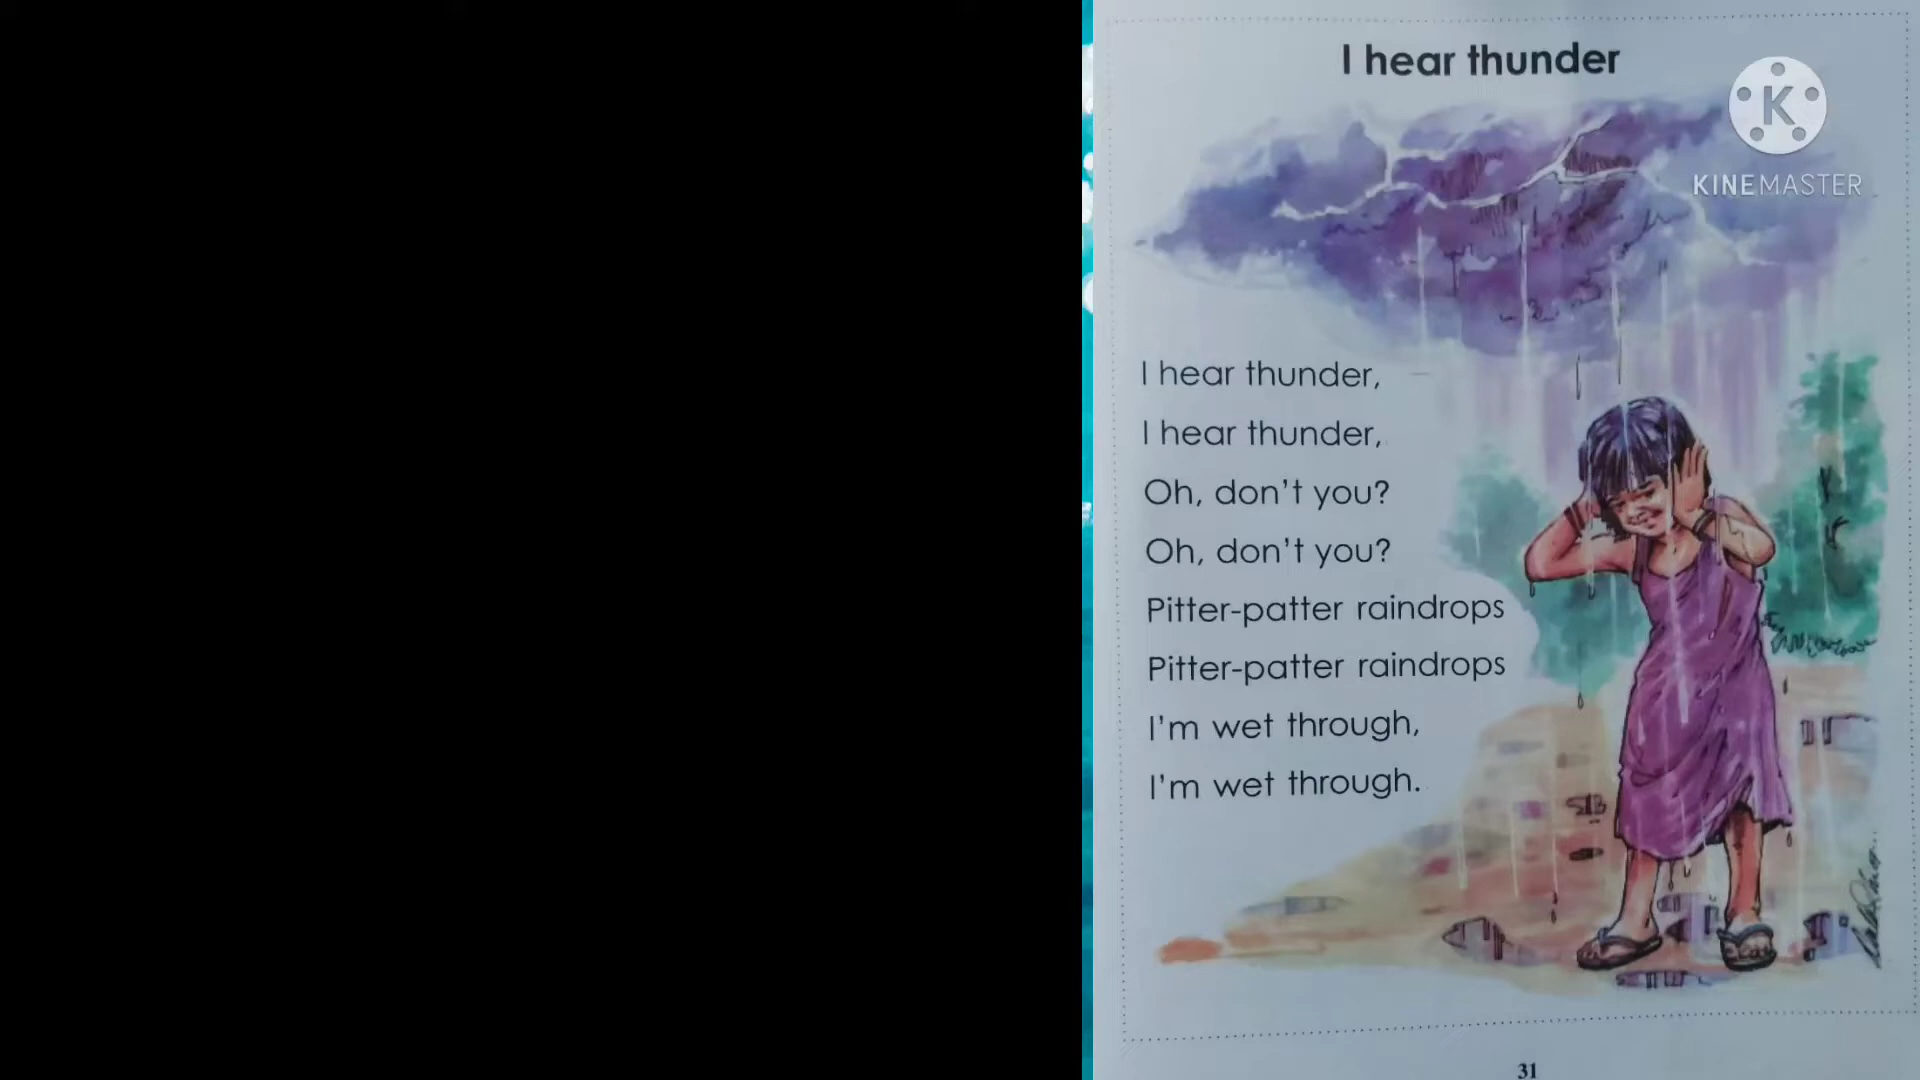 I hear thunder
K
KINEMASTER
I hear thunder,
I hear thunder,
Oh, don't you?
Oh, don't you?
Pitter-patter raindrops
Pitter-patter raindrops
I'm wet through,
I'm wet through.
31